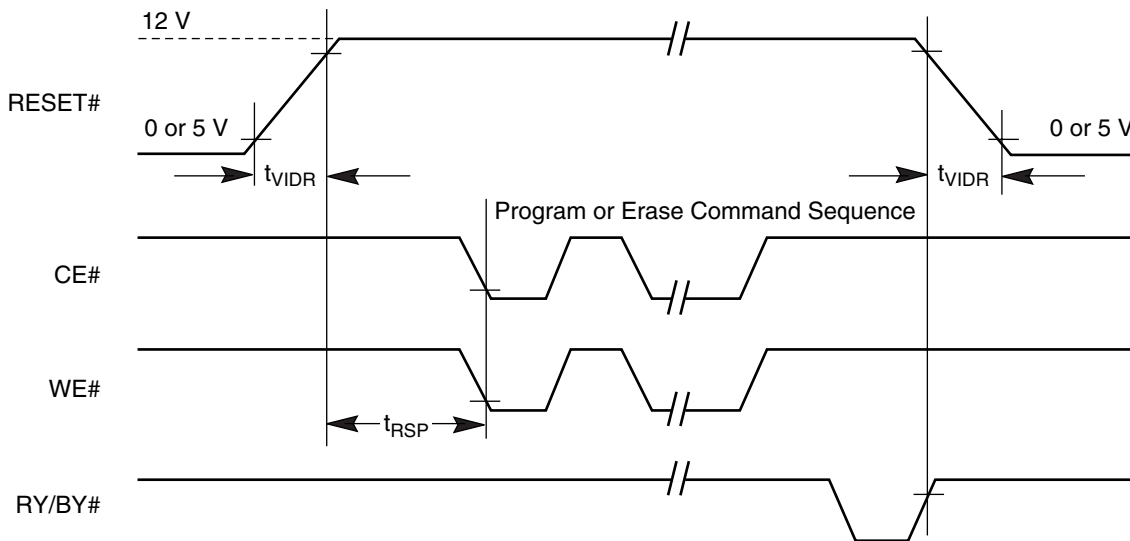 12 V
RESET#
0 or 5 V
0 or 5 V
tVIDR
tVIDR
Program or Erase Command Sequence
CE#
WE#
tRSP
RY/BY#